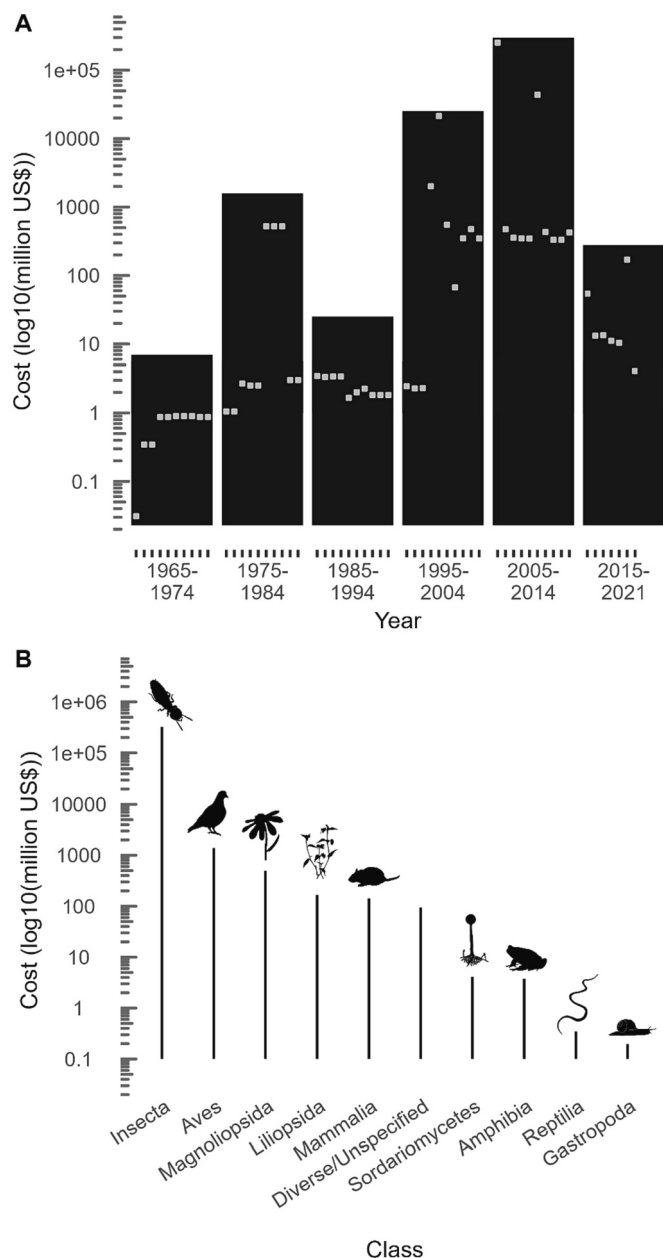 A
Cost (log10(million US$))
1e+05
10000
1000
100
10
1
0.1
1965-
1974
1975-
1984
1985-
1994
1995-
2004
2005-
2014
2015-
2021
Year
B
Cost (log10(million US$))
1e+06
1e+05
10000
1000
100
10
1
0.1
Insecta
Aves
Magnoliopsida
Liliopsida
Mammalia
Diverse/Unspecified
Sordariomycetes
Amphibia
Reptilia
Gastropoda
Class